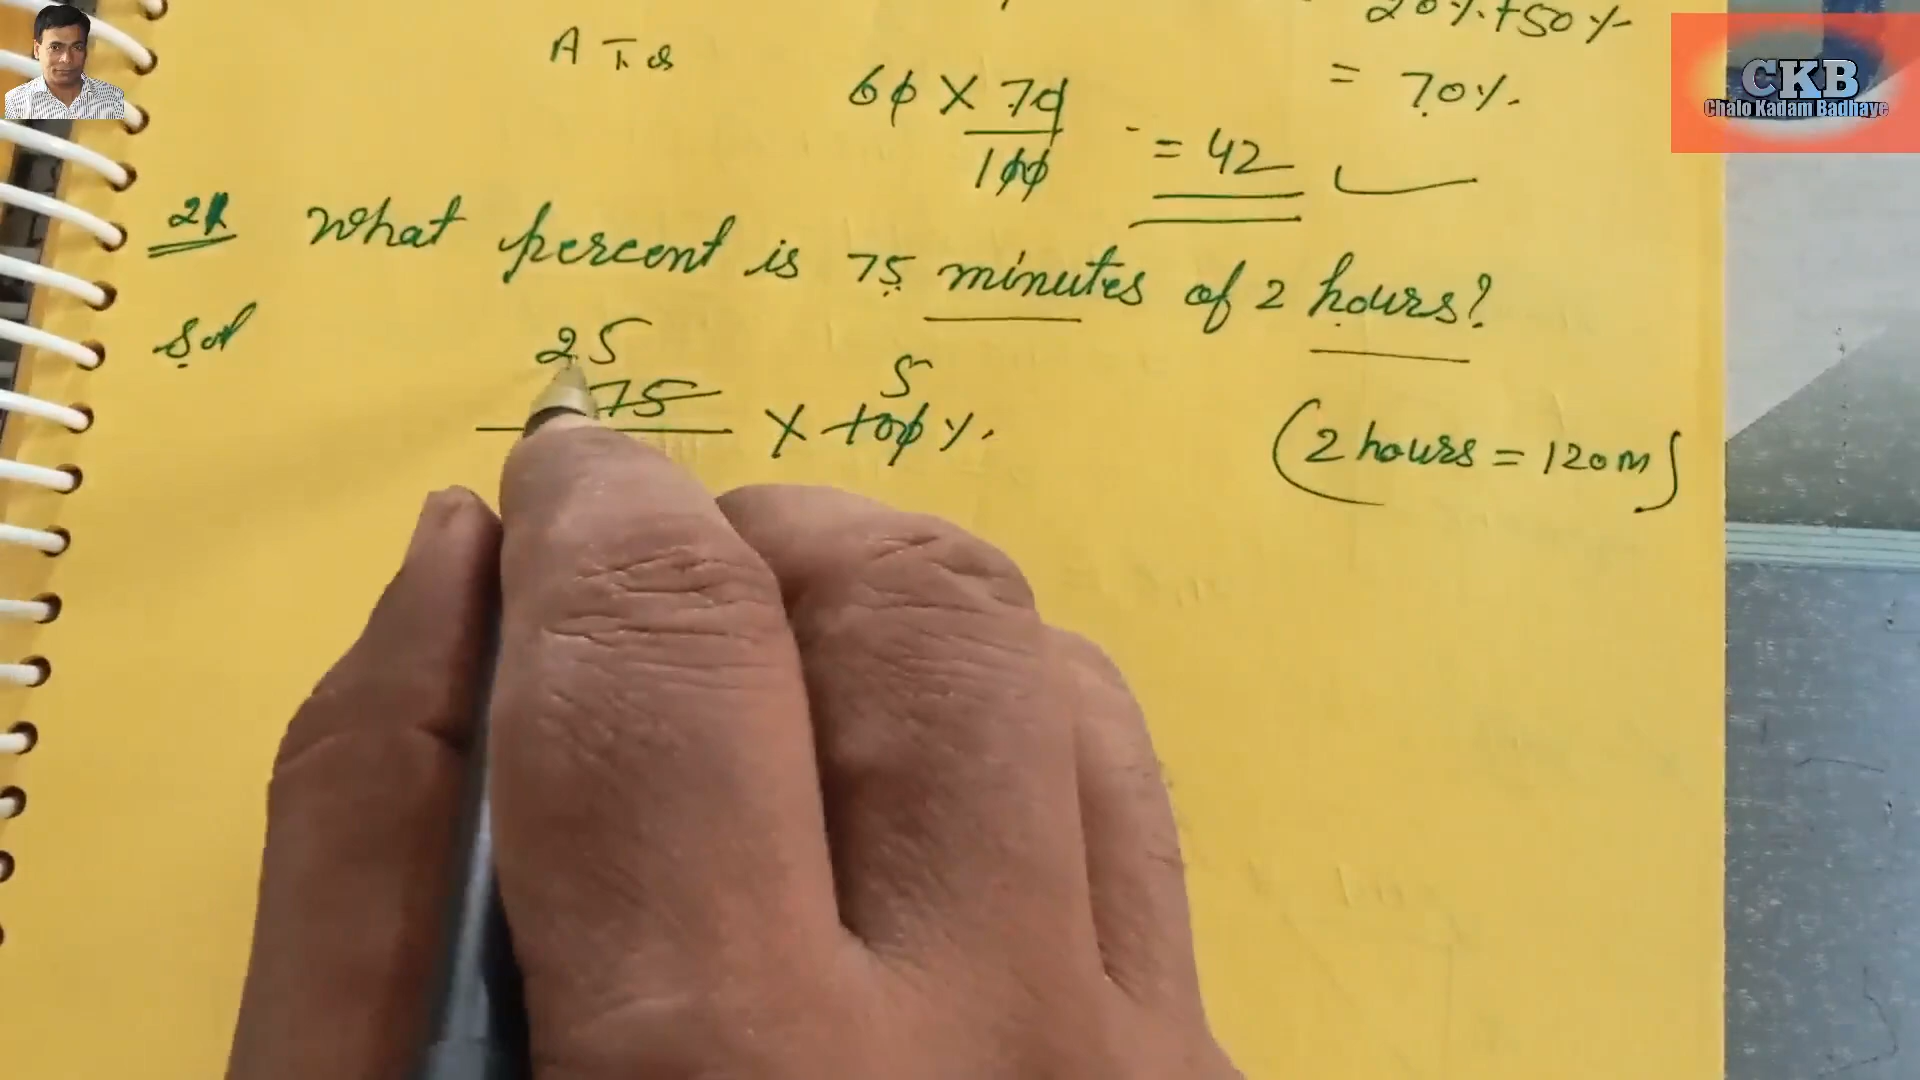 20%+50%
CKB
Chalo Kadam Badhaye
= 70%.
60 X 70
100
= 42
What percent is 75 minutes of 2 hours?
Sol
25
75 X 100%.
5
(2 hours = 120m)